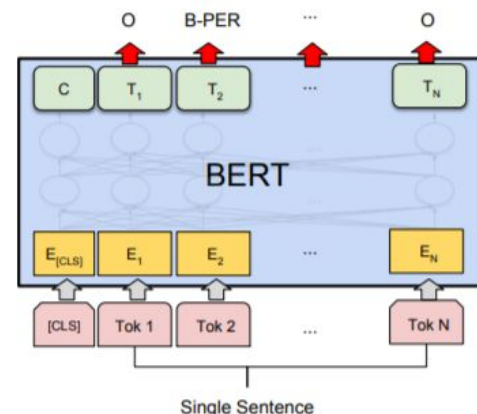 O B-PER ... O
C T1 T2 ... TN
BERT
E[CLS] E1 E2 ... EN
[CLS] Tok 1 Tok 2 ... Tok N
Single Sentence